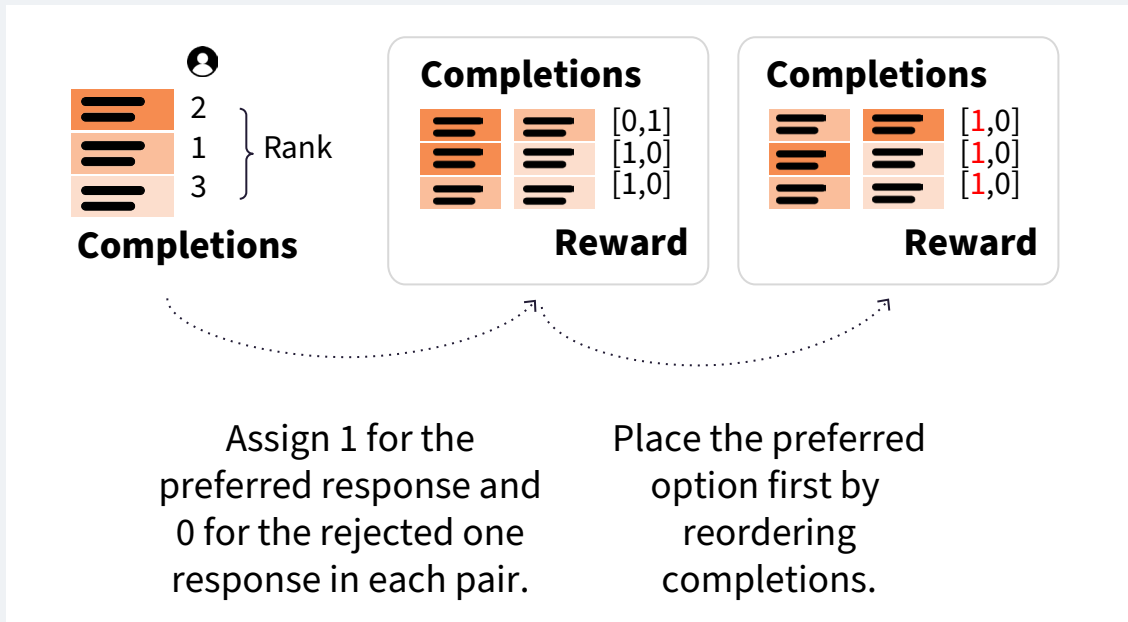 2
1
3
Rank
Completions
Completions
[0,1]
[1,0]
[1,0]
Reward
Completions
[1,0]
[1,0]
[1,0]
Reward
Assign 1 for the
preferred response and
0 for the rejected one
response in each pair.
Place the preferred
option first by
reordering
completions.